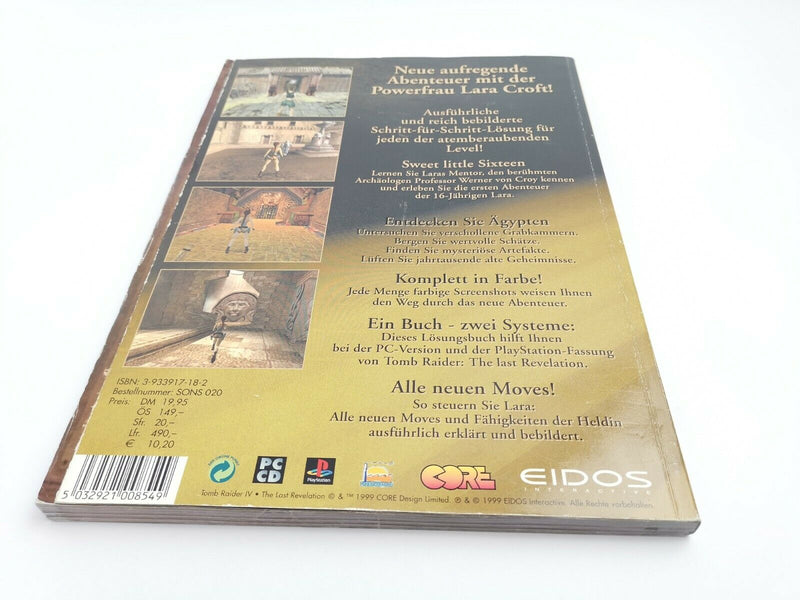 Neue aufregende
Abenteuer mit der
Powerfrau Lara Croft!
Ausführliche
und reich bebilderte
Schritt-für-Schritt-Lösung für
jeden der atemberaubenden
Level!
Sweet little Sixteen
Lernen Sie Laras Mentor, den berühmten
Archäologen Professor Werner von Croy kennen
und erleben Sie die ersten Abenteuer
der 16-Jährigen Lara.
Entdecken Sie Ägypten
Untersuchen Sie verschollene Grabkammern.
Bergen Sie wertvolle Schätze.
Finden Sie mysteriöse Artefakte.
Lüften Sie jahrtausende alte Geheimnisse.
Komplett in Farbe!
Jede Menge farbige Screenshots weisen Ihnen
den Weg durch das neue Abenteuer.
Ein Buch - zwei Systeme:
Dieses Lösungsbuch hilft Ihnen
bei der PC-Version und der PlayStation-Fassung
von Tomb Raider: The last Revelation.
Alle neuen Moves!
So steuern Sie Lara:
Alle neuen Moves und Fähigkeiten der Heldin
ausführlich erklärt und bebildert.
ISBN: 3-933917-18-2
Bestellnummer: SONS 020
Preis: DM 19,95
ÖS 149,-
Sfr. 20,-
Lfr. 490,-
€ 10,20
5 032921 008549
PC
CD
PlayStation
CORE
EIDOS
INTERACTIVE
Tomb Raider IV • The Last Revelation © & ™ 1999 CORE Design Limited. ℗ & © 1999 EIDOS Interactive. Alle Rechte vorbehalten.